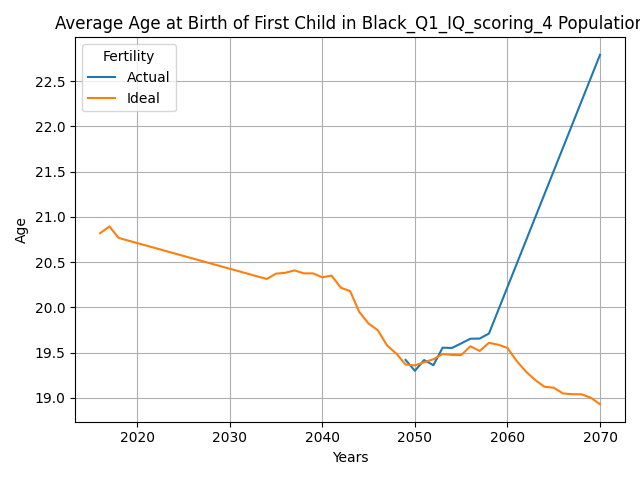 Average Age at Birth of First Child in Black_Q1_IQ_scoring_4 Population
Fertility
Actual
Ideal
Age
22.5
22.0
21.5
21.0
20.5
20.0
19.5
19.0
2020 2030 2040 2050 2060 2070
Years